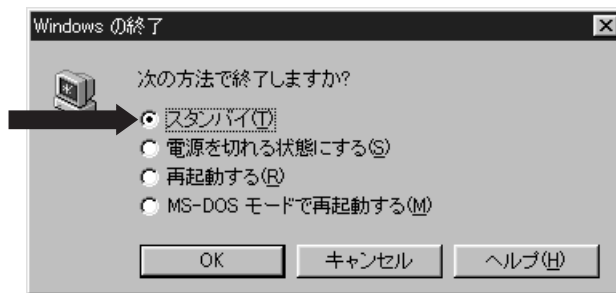 Windows の終了
次の方法で終了しますか?
スタンバイ(T)
電源を切れる状態にする(S)
再起動する(R)
MS-DOS モードで再起動する(M)
OK キャンセル ヘルプ(H)